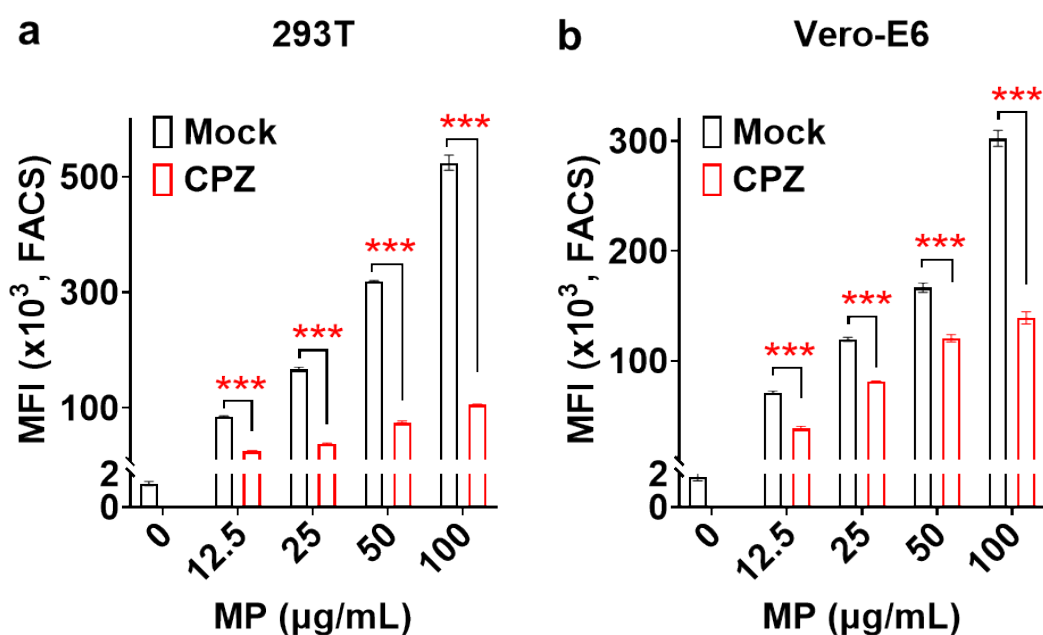 a
293T
MFI (x10³, FACS)
500
300
100
2
0
Mock
CPZ
***
***
***
***
0
12.5
25
50
100
MP (µg/mL)
b
Vero-E6
MFI (x10³, FACS)
300
200
100
2
0
Mock
CPZ
***
***
***
***
0
12.5
25
50
100
MP (µg/mL)